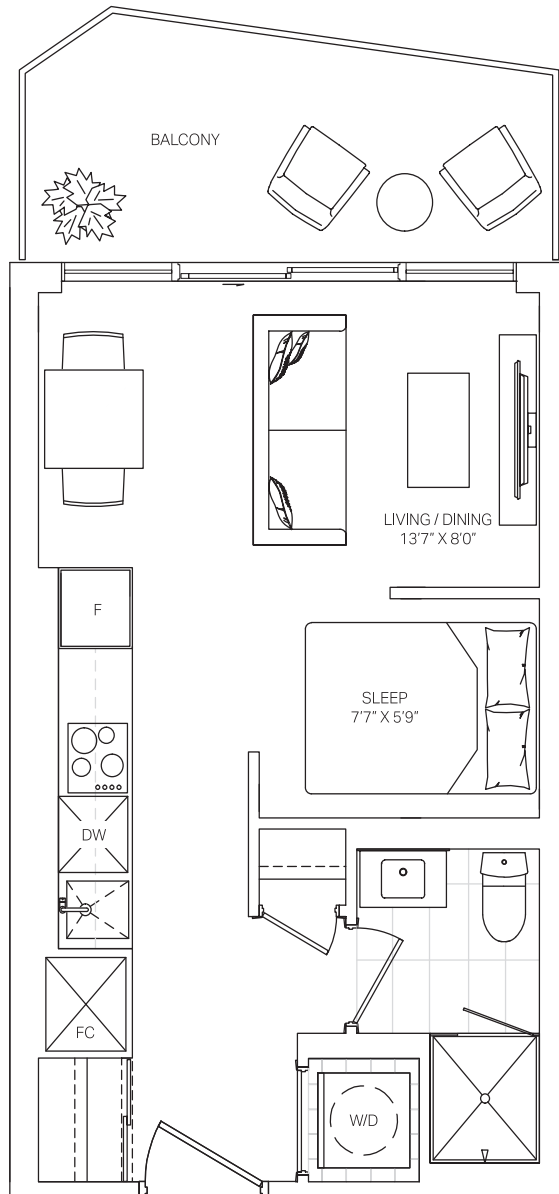 BALCONY
LIVING / DINING
13'7" X 8'0"
F
SLEEP
7'7" X 5'9"
DW
FC
W/D